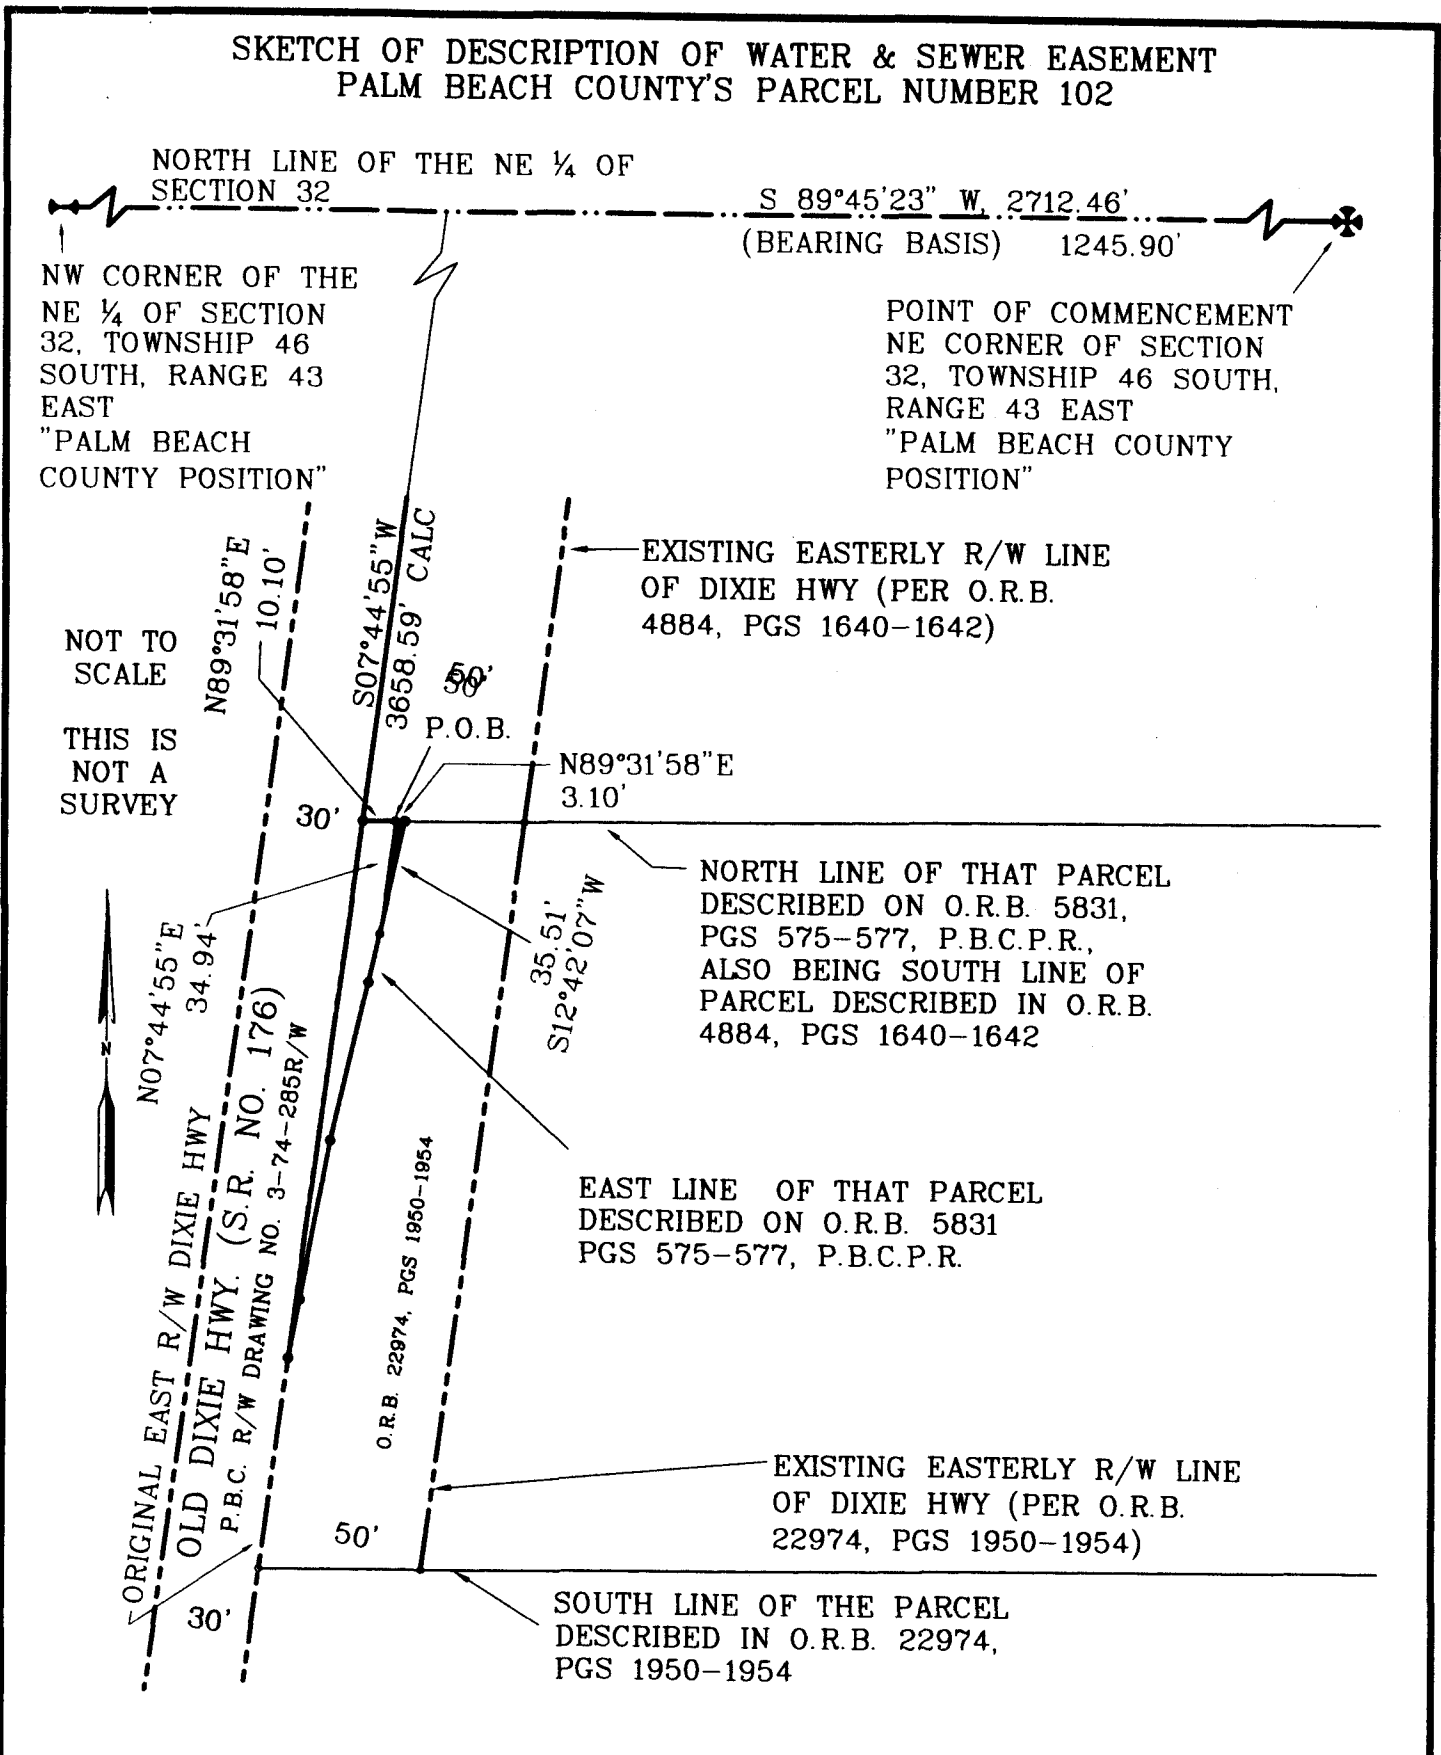 SKETCH OF DESCRIPTION OF WATER & SEWER EASEMENT
PALM BEACH COUNTY'S PARCEL NUMBER 102
NORTH LINE OF THE NE ¼ OF
SECTION 32
S 89°45'23" W, 2712.46'
(BEARING BASIS) 1245.90'
NW CORNER OF THE
NE ¼ OF SECTION
32, TOWNSHIP 46
SOUTH, RANGE 43
EAST
"PALM BEACH
COUNTY POSITION"
POINT OF COMMENCEMENT
NE CORNER OF SECTION
32, TOWNSHIP 46 SOUTH,
RANGE 43 EAST
"PALM BEACH COUNTY
POSITION"
N89°31'58"E
10.10'
S07°44'55"W
3658.59' CALC
EXISTING EASTERLY R/W LINE
OF DIXIE HWY (PER O.R.B.
4884, PGS 1640-1642)
NOT TO
SCALE
THIS IS
NOT A
SURVEY
50'
50'
P.O.B.
N89°31'58"E
3.10'
30'
NORTH LINE OF THAT PARCEL
DESCRIBED ON O.R.B. 5831,
PGS 575-577, P.B.C.P.R.,
ALSO BEING SOUTH LINE OF
PARCEL DESCRIBED IN O.R.B.
4884, PGS 1640-1642
N07°44'55"E
34.94'
35.51'
S12°42'07"W
N
ORIGINAL EAST R/W DIXIE HWY
OLD DIXIE HWY. (S.R. NO. 176)
P.B.C. R/W DRAWING NO. 3-74-285R/W
O.R.B. 22974, PGS 1950-1954
EAST LINE OF THAT PARCEL
DESCRIBED ON O.R.B. 5831
PGS 575-577, P.B.C.P.R.
EXISTING EASTERLY R/W LINE
OF DIXIE HWY (PER O.R.B.
22974, PGS 1950-1954)
50'
30'
SOUTH LINE OF THE PARCEL
DESCRIBED IN O.R.B. 22974,
PGS 1950-1954